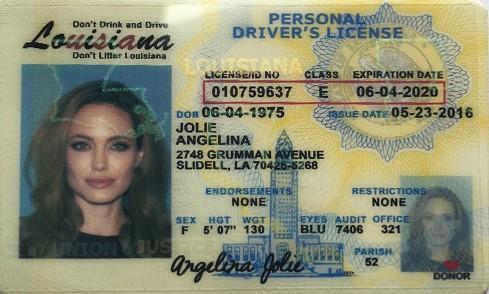 Don't Drink and Drive
Louisiana
Don't Litter Louisiana
PERSONAL
DRIVER'S LICENSE
LOUISIANA
LICENSE/ID NO CLASS EXPIRATION DATE
010759637 E 06-04-2020
DOB 06-04-1975 ISSUE DATE 05-23-2016
JOLIE
ANGELINA
2748 GRUMMAN AVENUE
SLIDELL, LA 70425-5268
ENDORSEMENTS RESTRICTIONS
NONE NONE
SEX HGT WGT EYES AUDIT OFFICE
F 5' 07" 130 BLU 7406 321
UNION JUSTICE
PARISH
52
Angelina Jolie
DONOR